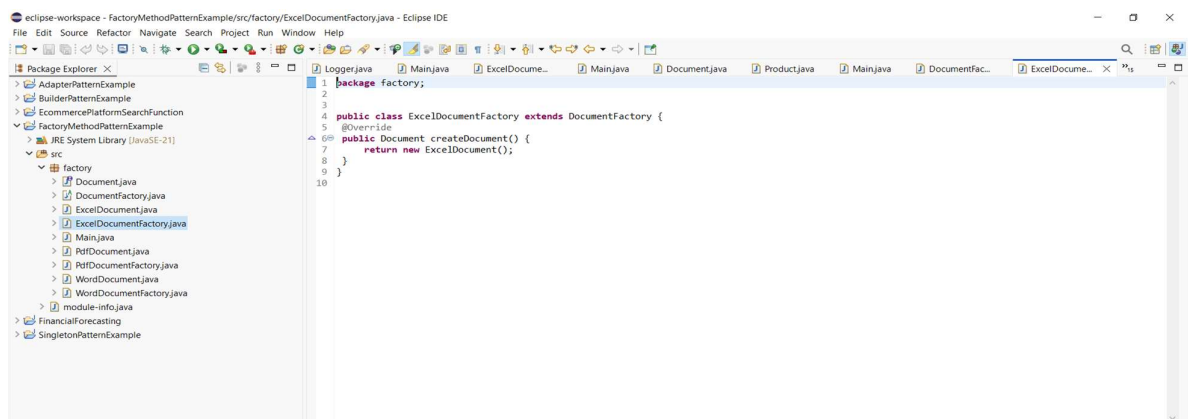 eclipse-workspace - FactoryMethodPatternExample/src/factory/ExcelDocumentFactory.java - Eclipse IDE
File Edit Source Refactor Navigate Search Project Run Window Help
Package Explorer
AdapterPatternExample
BuilderPatternExample
EcommercePlatformSearchFunction
FactoryMethodPatternExample
JRE System Library [JavaSE-21]
src
factory
Document.java
DocumentFactory.java
ExcelDocument.java
ExcelDocumentFactory.java
Main.java
PdfDocument.java
PdfDocumentFactory.java
WordDocument.java
WordDocumentFactory.java
module-info.java
FinancialForecasting
SingletonPatternExample
Logger.java Main.java ExcelDocume... Main.java Document.java Product.java Main.java DocumentFac... ExcelDocume... 15
1 package factory;
2
3
4 public class ExcelDocumentFactory extends DocumentFactory {
5 @Override
6 public Document createDocument() {
7 return new ExcelDocument();
8 }
9 }
10